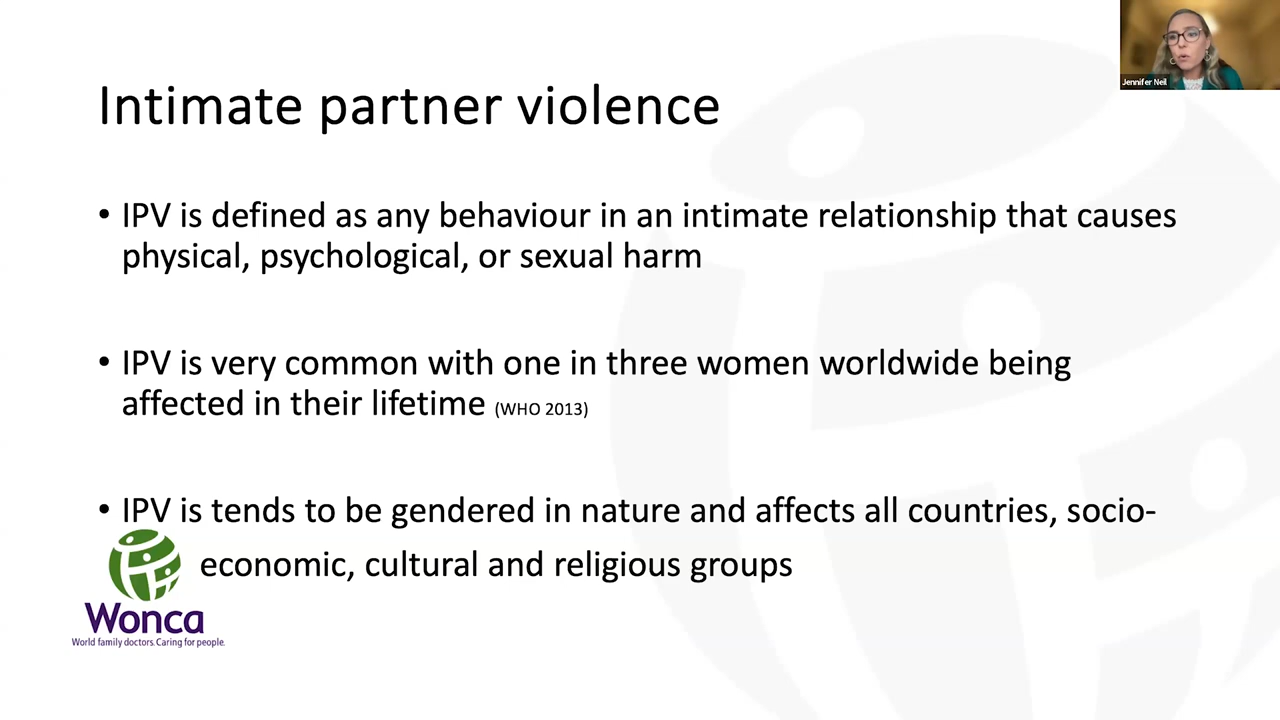 Jennifer Neil
Intimate partner violence
• IPV is defined as any behaviour in an intimate relationship that causes
physical, psychological, or sexual harm
• IPV is very common with one in three women worldwide being
affected in their lifetime (WHO 2013)
• IPV is tends to be gendered in nature and affects all countries, socio-
economic, cultural and religious groups
Wonca
World family doctors. Caring for people.